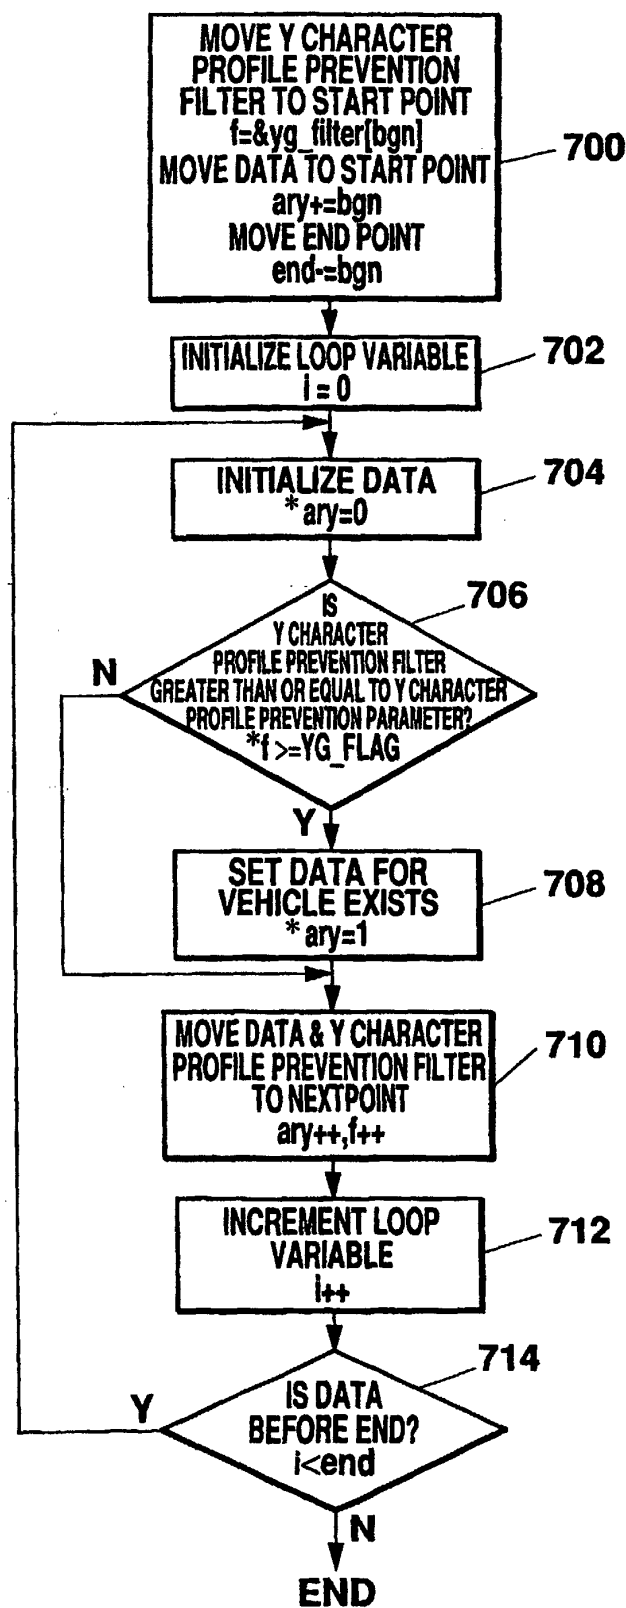 MOVE Y CHARACTER
PROFILE PREVENTION
FILTER TO START POINT
f=&yg_filter[bgn]
MOVE DATA TO START POINT
ary+=bgn
MOVE END POINT
end-=bgn
700
INITIALIZE LOOP VARIABLE
i = 0
702
INITIALIZE DATA
*ary=0
704
IS
Y CHARACTER
PROFILE PREVENTION FILTER
GREATER THAN OR EQUAL TO Y CHARACTER
PROFILE PREVENTION PARAMETER?
*f >=YG_FLAG
706
N
Y
SET DATA FOR
VEHICLE EXISTS
*ary=1
708
MOVE DATA & Y CHARACTER
PROFILE PREVENTION FILTER
TO NEXTPOINT
ary++,f++
710
INCREMENT LOOP
VARIABLE
i++
712
IS DATA
BEFORE END?
i<end
714
Y
N
END